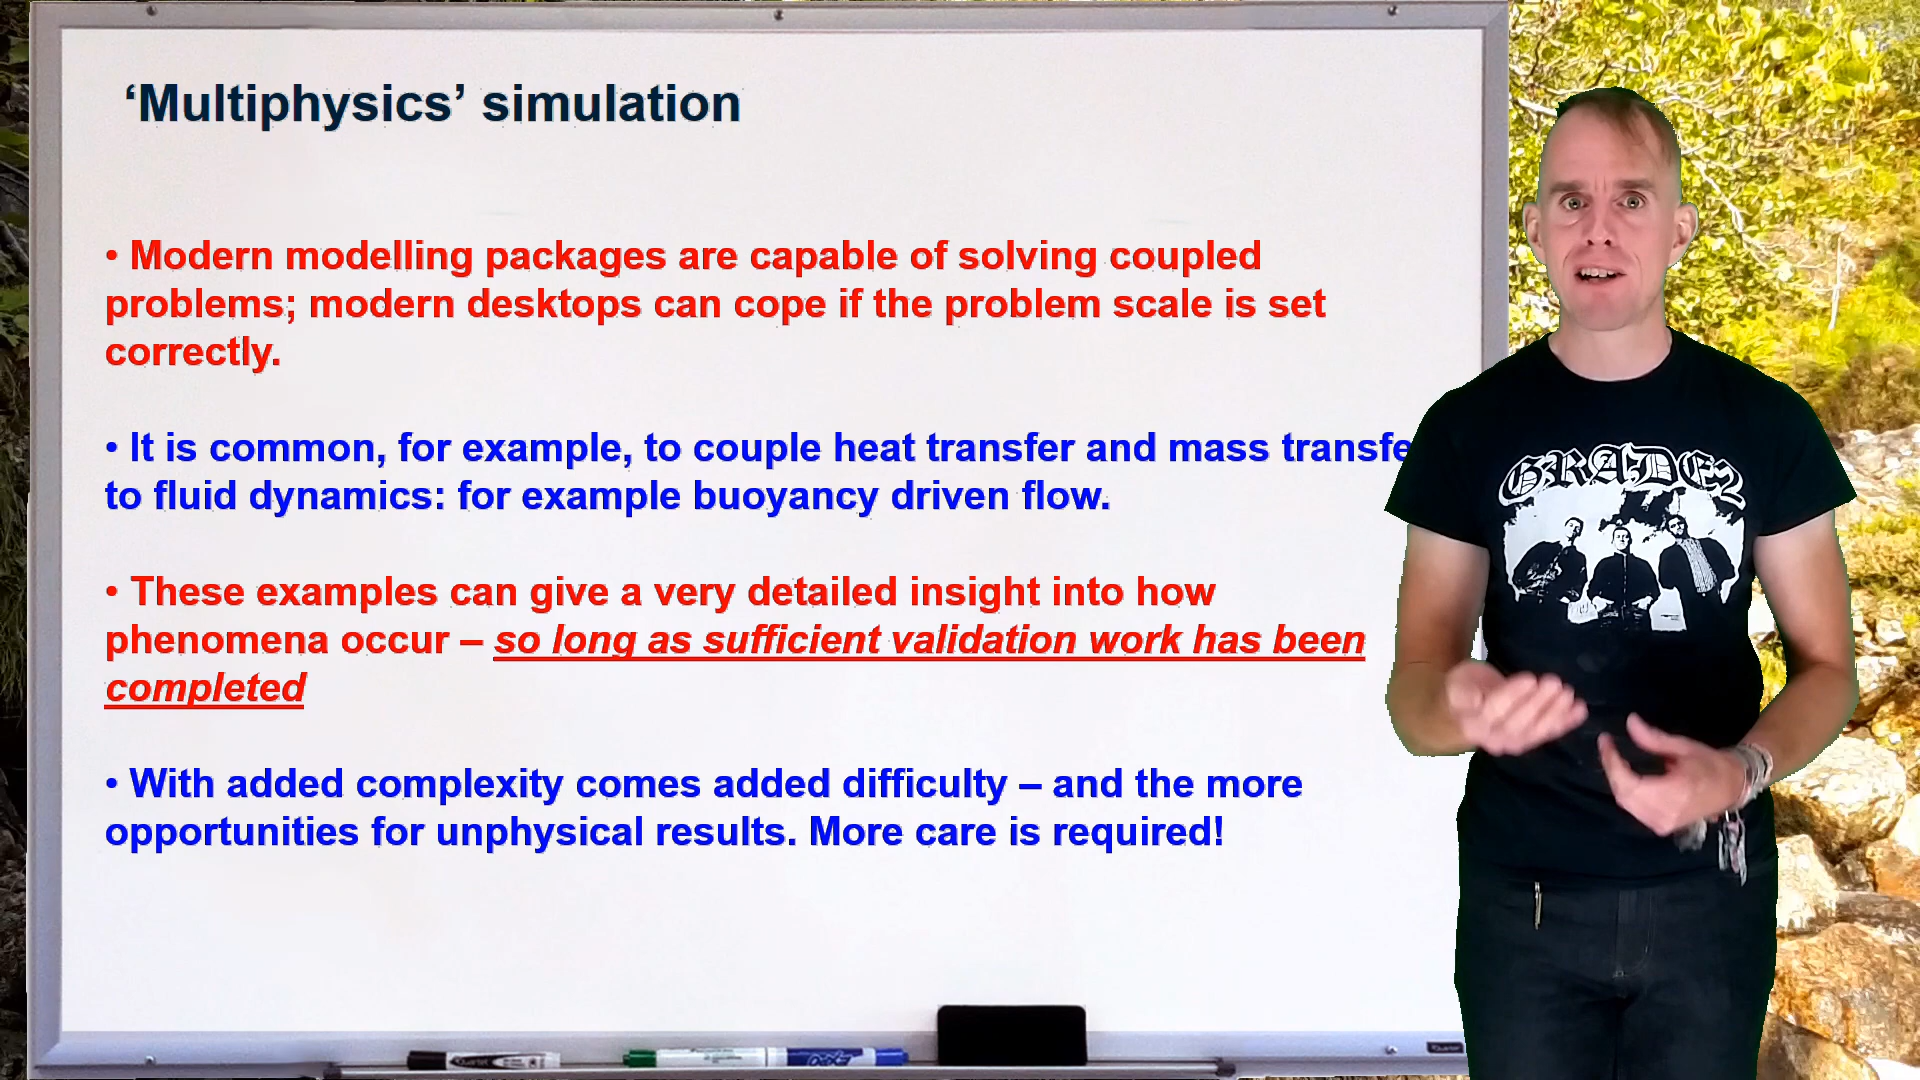 ‘Multiphysics’ simulation
• Modern modelling packages are capable of solving coupled
problems; modern desktops can cope if the problem scale is set
correctly.
• It is common, for example, to couple heat transfer and mass transfe
to fluid dynamics: for example buoyancy driven flow.
• These examples can give a very detailed insight into how
phenomena occur – so long as sufficient validation work has been
completed
• With added complexity comes added difficulty – and the more
opportunities for unphysical results. More care is required!
GRADE2